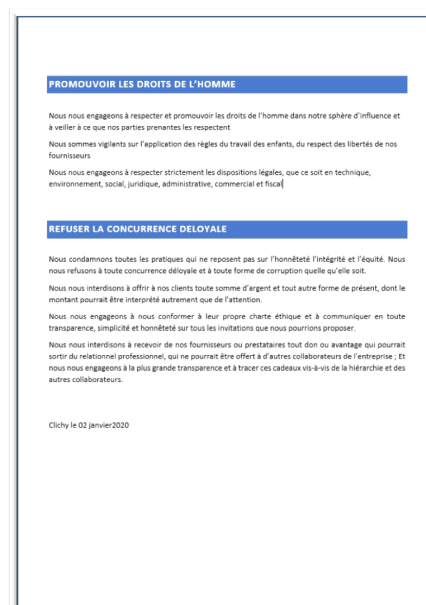 PROMOUVOIR LES DROITS DE L'HOMME
Nous nous engageons à respecter et promouvoir les droits de l'homme dans notre sphère d'influence et
à veiller à ce que nos parties prenantes les respectent
Nous sommes vigilants sur l'application des règles du travail des enfants, du respect des libertés de nos
fournisseurs
Nous nous engageons à respecter strictement les dispositions légales, que ce soit en technique,
environnement, social, juridique, administrative, commercial et fiscal
REFUSER LA CONCURRENCE DELOYALE
Nous condamnons toutes les pratiques qui ne reposent pas sur l'honnêteté l'intégrité et l'équité. Nous
nous refusons à toute concurrence déloyale et à toute forme de corruption quelle qu'elle soit.
Nous nous interdisons à offrir à nos clients toute somme d'argent et tout autre forme de présent, dont le
montant pourrait être interprété autrement que de l'attention.
Nous nous engageons à nous conformer à leur propre charte éthique et à communiquer en toute
transparence, simplicité et honnêteté sur tous les invitations que nous pourrions proposer.
Nous nous interdisons à recevoir de nos fournisseurs ou prestataires tout don ou avantage qui pourrait
sortir du relationnel professionnel, qui ne pourrait être offert à d'autres collaborateurs de l'entreprise ; Et
nous nous engageons à la plus grande transparence et à tracer ces cadeaux vis-à-vis de la hiérarchie et des
autres collaborateurs.
Clichy le 02 janvier2020